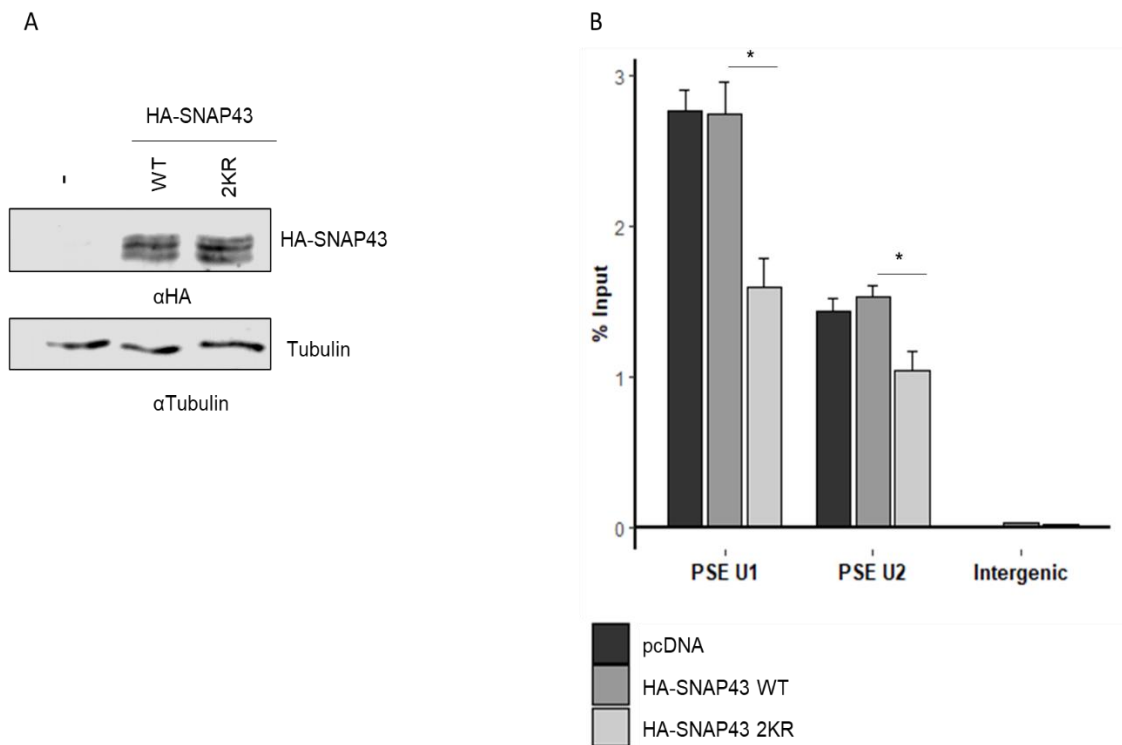 A
HA-SNAP43
-
WT
2KR
HA-SNAP43
αHA
Tubulin
αTubulin
B
*
*
3
2
1
0
% Input
PSE U1
PSE U2
Intergenic
pcDNA
HA-SNAP43 WT
HA-SNAP43 2KR